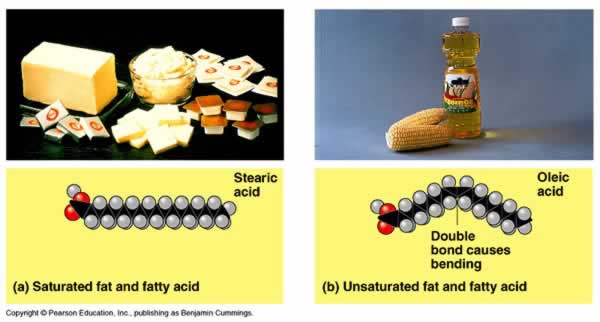 Stearic
acid
(a) Saturated fat and fatty acid
Oleic
acid
Double
bond causes
bending
(b) Unsaturated fat and fatty acid
Copyright © Pearson Education, Inc., publishing as Benjamin Cummings.